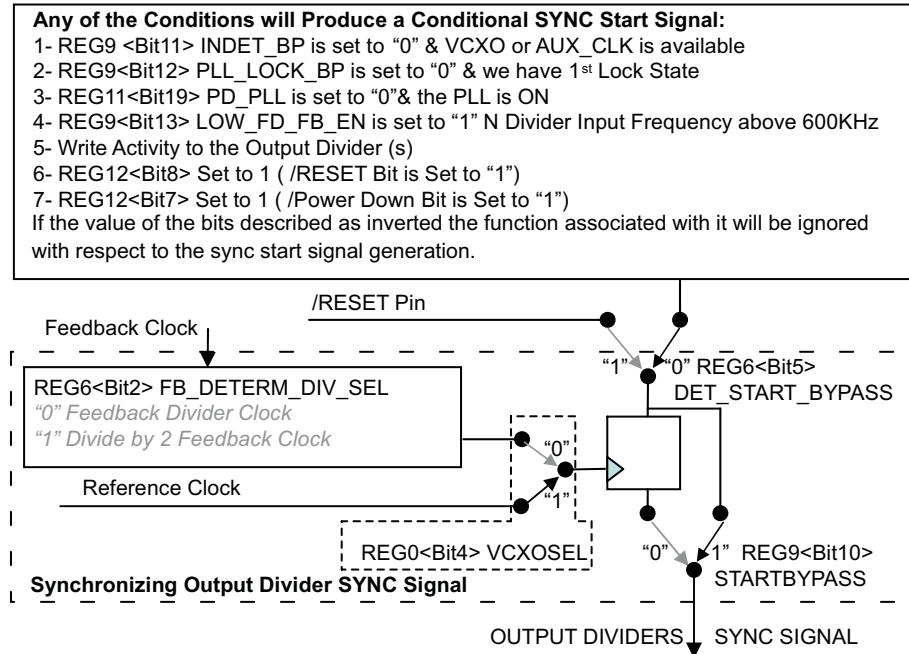 Any of the Conditions will Produce a Conditional SYNC Start Signal:
1- REG9 <Bit11> INDET_BP is set to “0” & VCXO or AUX_CLK is available
2- REG9<Bit12> PLL_LOCK_BP is set to “0” & we have 1st Lock State
3- REG11<Bit19> PD_PLL is set to “0”& the PLL is ON
4- REG9<Bit13> LOW_FD_FB_EN is set to “1” N Divider Input Frequency above 600KHz
5- Write Activity to the Output Divider (s)
6- REG12<Bit8> Set to 1 ( /RESET Bit is Set to “1”)
7- REG12<Bit7> Set to 1 ( /Power Down Bit is Set to “1”)
If the value of the bits described as inverted the function associated with it will be ignored
with respect to the sync start signal generation.
/RESET Pin
Feedback Clock
“1” “0” REG6<Bit5>
DET_START_BYPASS
REG6<Bit2> FB_DETERM_DIV_SEL
“0” Feedback Divider Clock
“1” Divide by 2 Feedback Clock
“0”
Reference Clock
“1”
REG0<Bit4> VCXOSEL
“0” 1” REG9<Bit10>
STARTBYPASS
Synchronizing Output Divider SYNC Signal
OUTPUT DIVIDERS SYNC SIGNAL